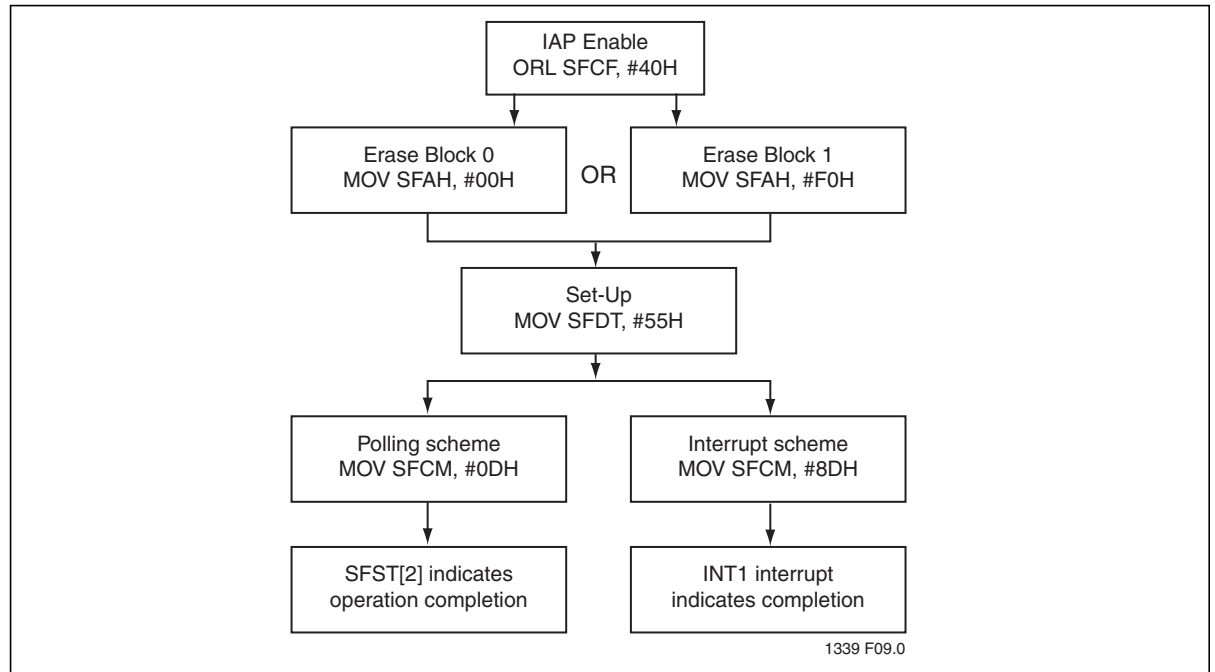 IAP Enable
ORL SFCF, #40H
Erase Block 0
MOV SFAH, #00H
OR
Erase Block 1
MOV SFAH, #F0H
Set-Up
MOV SFDT, #55H
Polling scheme
MOV SFCM, #0DH
Interrupt scheme
MOV SFCM, #8DH
SFST[2] indicates
operation completion
INT1 interrupt
indicates completion
1339 F09.0